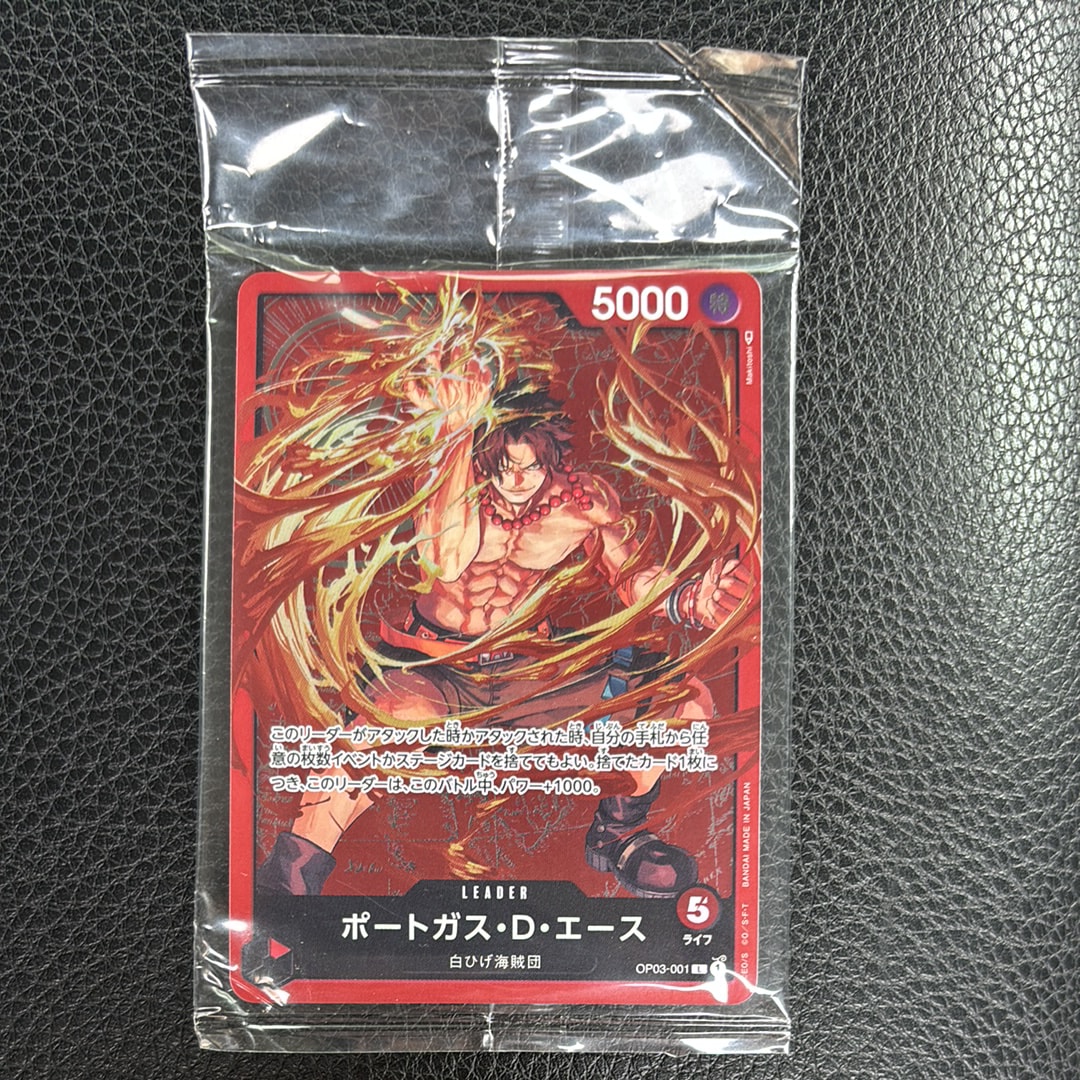 5000 特
Makitoshi
このリーダーがアタックした時かアタックされた時、自分の手札から任
意の枚数イベントかステージカードを捨ててもよい。捨てたカード1枚に
つき、このリーダーは、このバトル中、パワー+1000。
LEADER
ポートガス・D・エース
白ひげ海賊団
5
ライフ
OP03-001 L
©O/S・F・T BANDAI MADE IN JAPAN